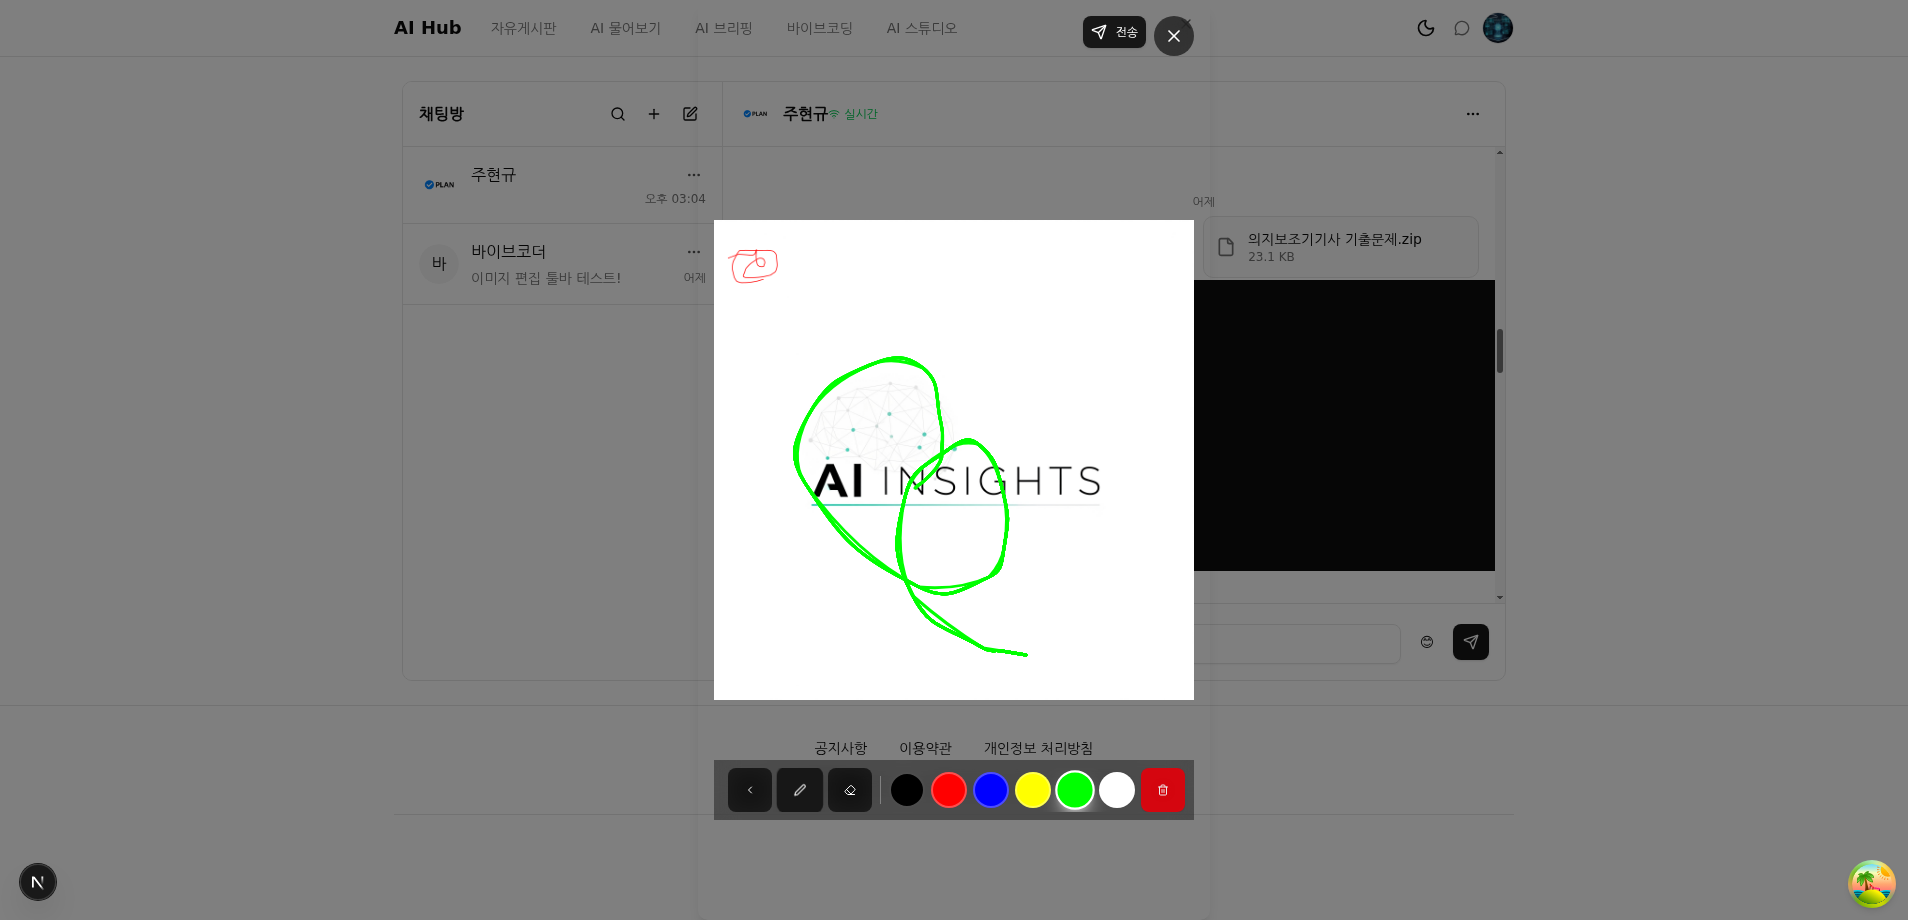 AI Hub 자유게시판 AI 물어보기 AI 브리핑 바이브코딩 AI 스튜디오 전송
채팅방
PLAN 주현규 실시간
PLAN 주현규
오후 03:04
바 바이브코더
이미지 편집 툴바 테스트!
어제
어제
의지보조기기사 기출문제.zip
23.1 KB
AI INSIGHTS
공지사항 이용약관 개인정보 처리방침
N